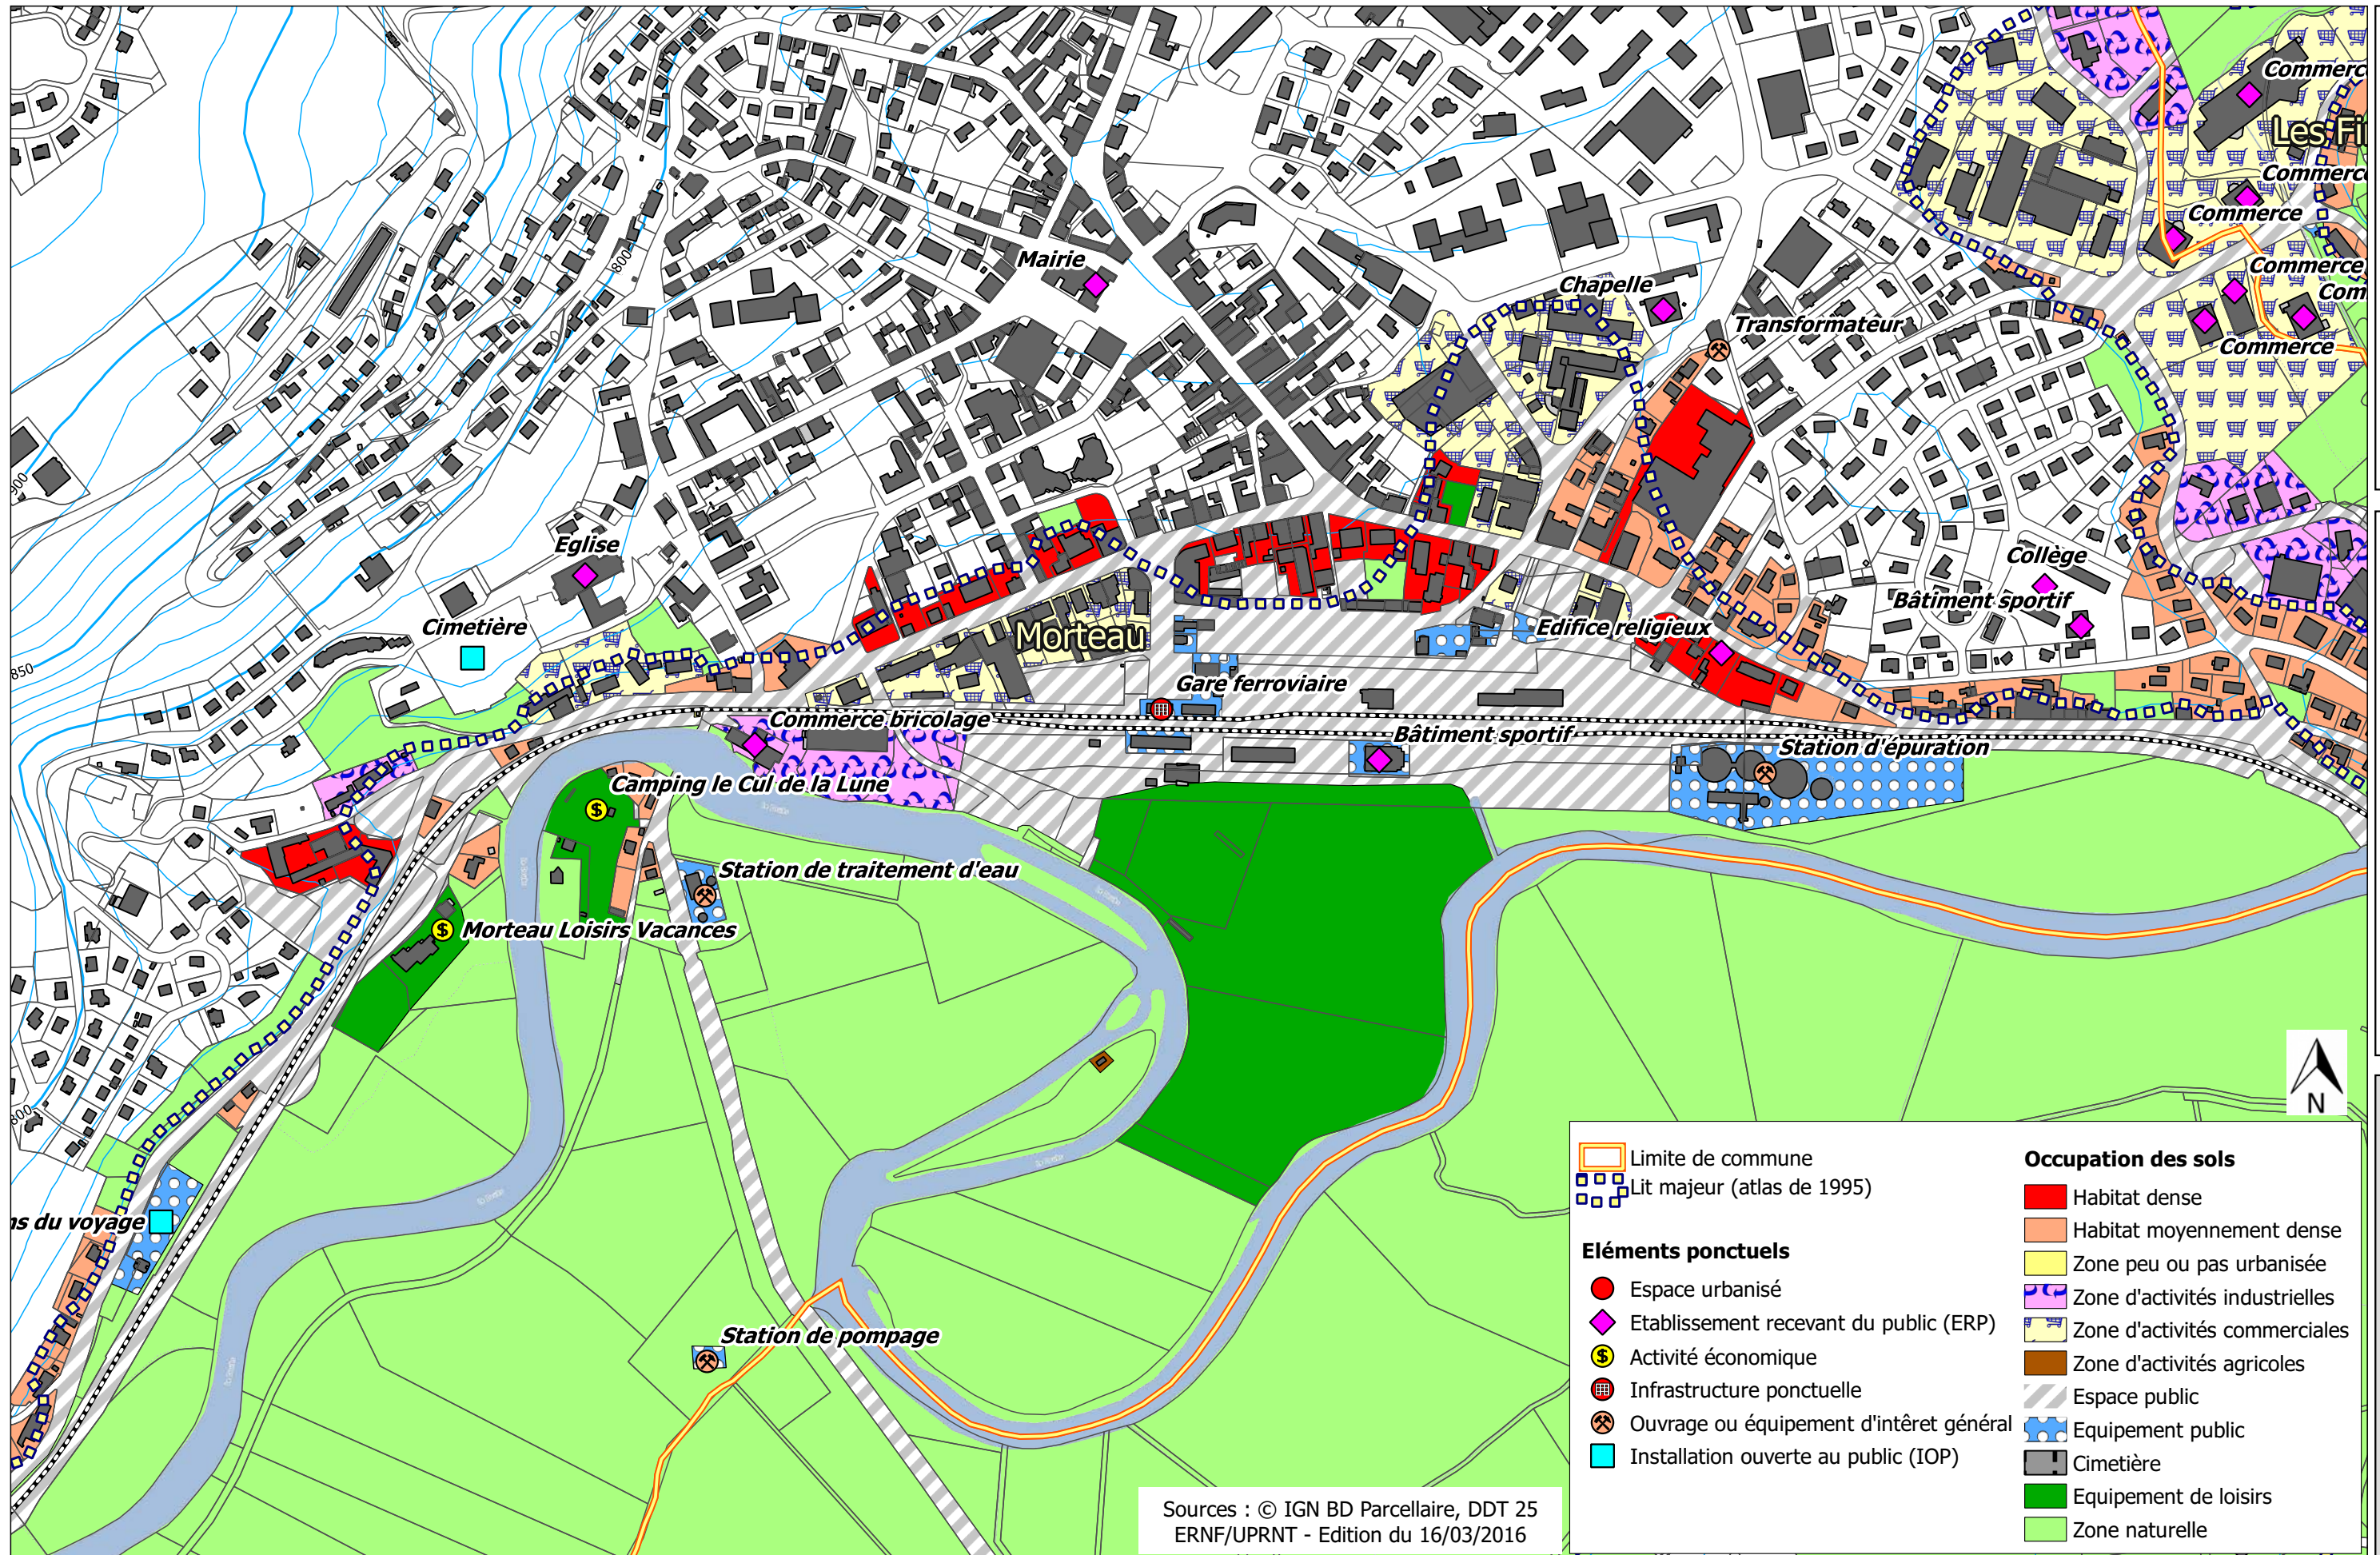 Commerc
Les Fi
Commerce
Commerce
Mairie
Commerce
Chapelle
Com
800
Transformateur
Commerce
900
Eglise
Collège
Bâtiment sportif
Cimetière
Edifice religieux
Morteau
850
Gare ferroviaire
Commerce bricolage
Bâtiment sportif
Station d'épuration
Camping le Cul de la Lune
Station de traitement d'eau
Morteau Loisirs Vacances
800
N
ns du voyage
Station de pompage
Limite de commune
Lit majeur (atlas de 1995)
Eléments ponctuels
Espace urbanisé
Etablissement recevant du public (ERP)
Activité économique
Infrastructure ponctuelle
Ouvrage ou équipement d'intêret général
Installation ouverte au public (IOP)
Occupation des sols
Habitat dense
Habitat moyennement dense
Zone peu ou pas urbanisée
Zone d'activités industrielles
Zone d'activités commerciales
Zone d'activités agricoles
Espace public
Equipement public
Cimetière
Equipement de loisirs
Zone naturelle
Sources : © IGN BD Parcellaire, DDT 25
ERNF/UPRNT - Edition du 16/03/2016